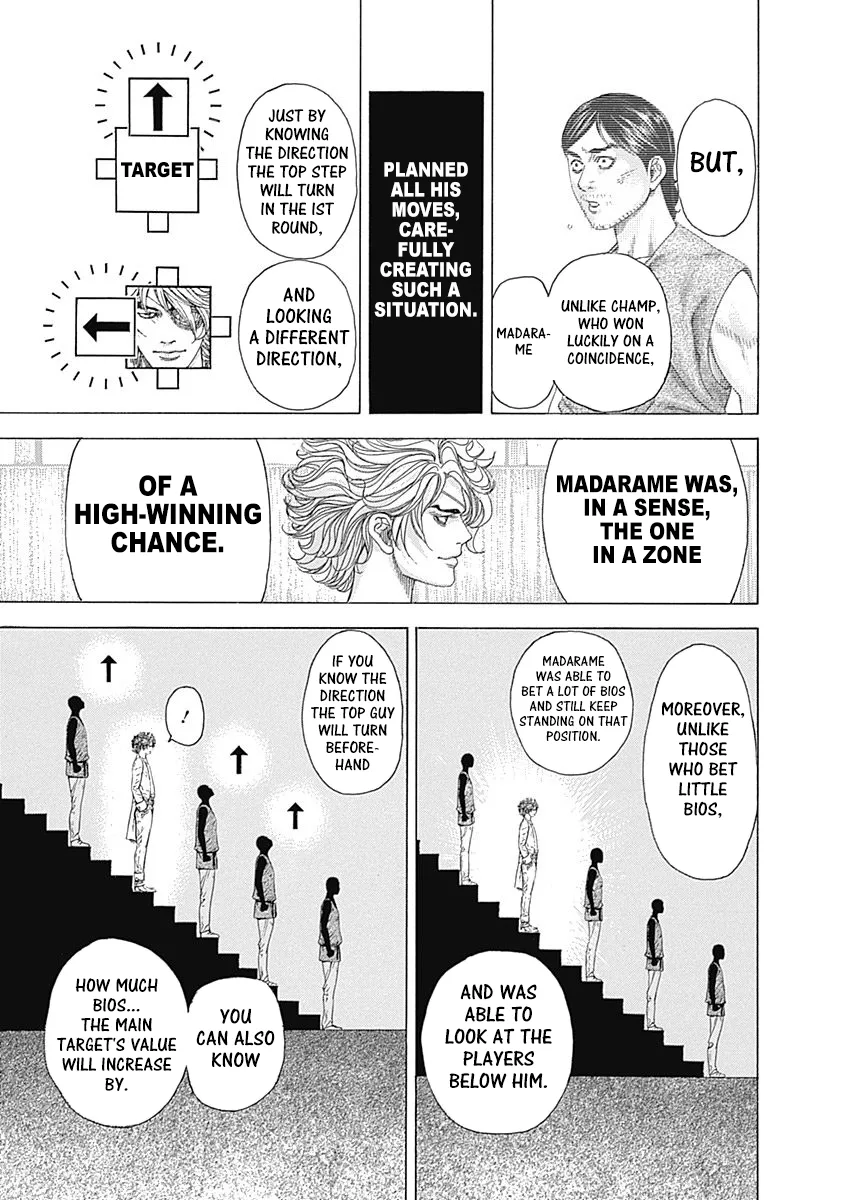 BUT,
UNLIKE CHAMP,
WHO WON
LUCKILY ON A
COINCIDENCE,
MADARA-
ME
PLANNED
ALL HIS
MOVES,
CARE-
FULLY
CREATING
SUCH A
SITUATION.
JUST BY
KNOWING
THE DIRECTION
THE TOP STEP
WILL TURN
IN THE 1ST
ROUND,
TARGET
AND
LOOKING
A DIFFERENT
DIRECTION,
MADARAME WAS,
IN A SENSE,
THE ONE
IN A ZONE
OF A
HIGH-WINNING
CHANCE.
MOREOVER,
UNLIKE
THOSE
WHO BET
LITTLE
BIOS,
MADARAME
WAS ABLE TO
BET A LOT OF BIOS
AND STILL KEEP
STANDING ON THAT
POSITION.
AND WAS
ABLE TO
LOOK AT THE
PLAYERS
BELOW HIM.
IF YOU
KNOW THE
DIRECTION
THE TOP GUY
WILL TURN
BEFORE-
HAND
!
YOU
CAN ALSO
KNOW
HOW MUCH
BIOS...
THE MAIN
TARGET'S VALUE
WILL INCREASE
BY.